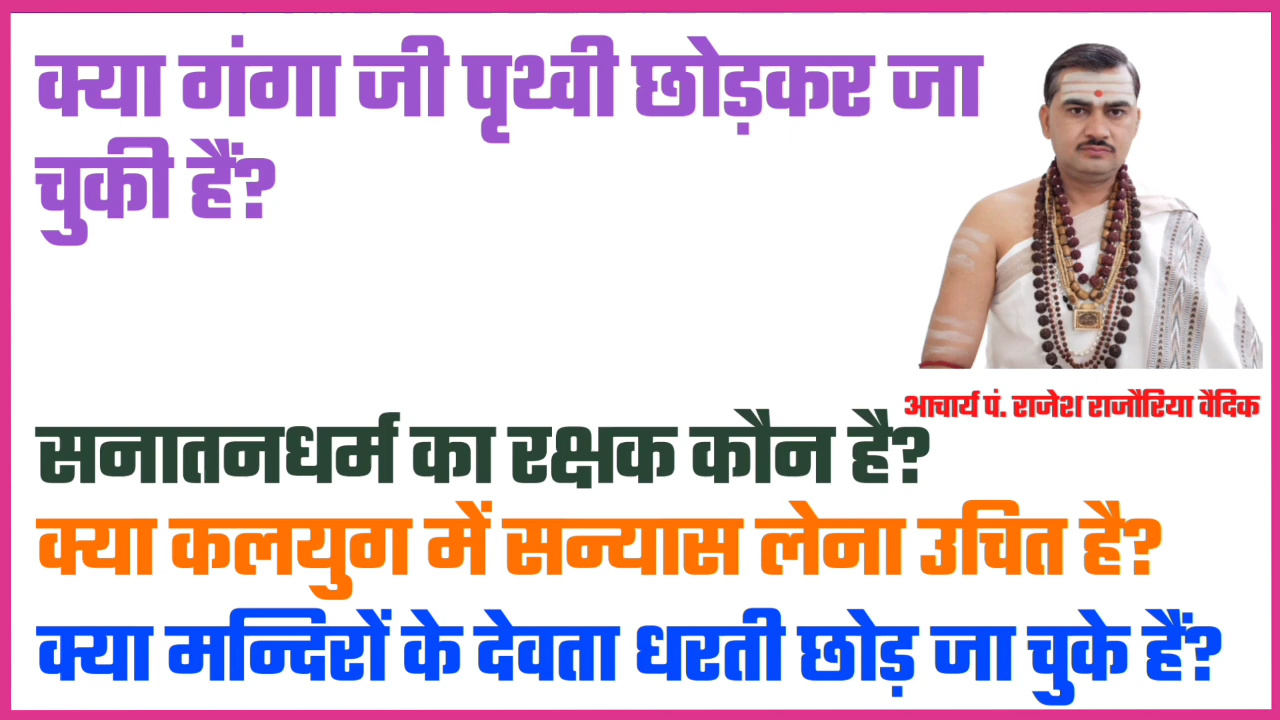 क्या गंगा जी पृथ्वी छोड़कर जा
चुकी हैं?
आचार्य पं. राजेश राजौरिया वैदिक
सनातनधर्म का रक्षक कौन है?
क्या कलयुग में सन्यास लेना उचित है?
क्या मन्दिरों के देवता धरती छोड़ जा चुके हैं?